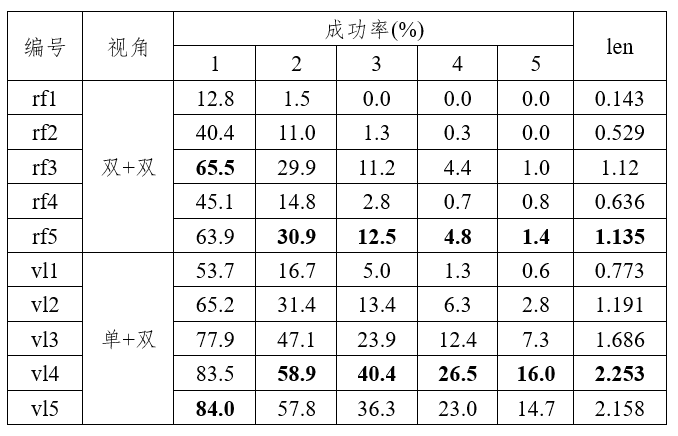 编号 视角 成功率(%) len
1 2 3 4 5
rf1 双+双 12.8 1.5 0.0 0.0 0.0 0.143
rf2 40.4 11.0 1.3 0.3 0.0 0.529
rf3 65.5 29.9 11.2 4.4 1.0 1.12
rf4 45.1 14.8 2.8 0.7 0.8 0.636
rf5 63.9 30.9 12.5 4.8 1.4 1.135
vl1 单+双 53.7 16.7 5.0 1.3 0.6 0.773
vl2 65.2 31.4 13.4 6.3 2.8 1.191
vl3 77.9 47.1 23.9 12.4 7.3 1.686
vl4 83.5 58.9 40.4 26.5 16.0 2.253
vl5 84.0 57.8 36.3 23.0 14.7 2.158